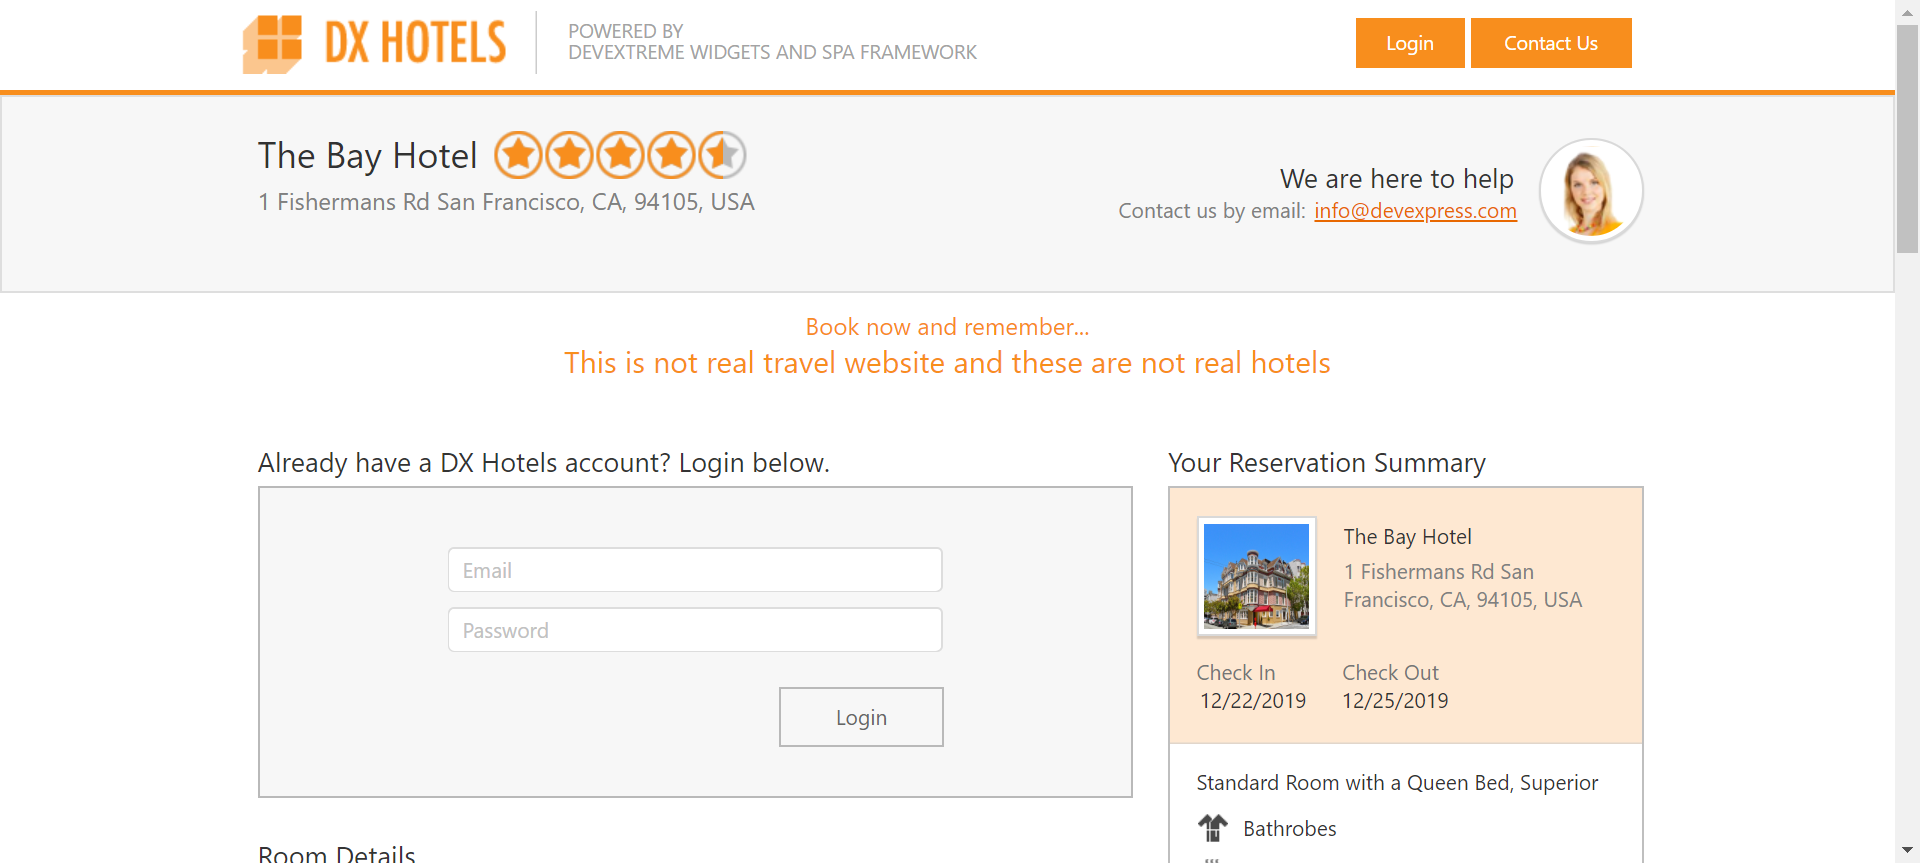 DX HOTELS
POWERED BY
DEVEXTREME WIDGETS AND SPA FRAMEWORK
Login
Contact Us
The Bay Hotel
1 Fishermans Rd San Francisco, CA, 94105, USA
We are here to help
Contact us by email: info@devexpress.com
Book now and remember...
This is not real travel website and these are not real hotels
Already have a DX Hotels account? Login below.
Email
Password
Login
Room Details
Your Reservation Summary
The Bay Hotel
1 Fishermans Rd San
Francisco, CA, 94105, USA
Check In
Check Out
12/22/2019
12/25/2019
Standard Room with a Queen Bed, Superior
Bathrobes